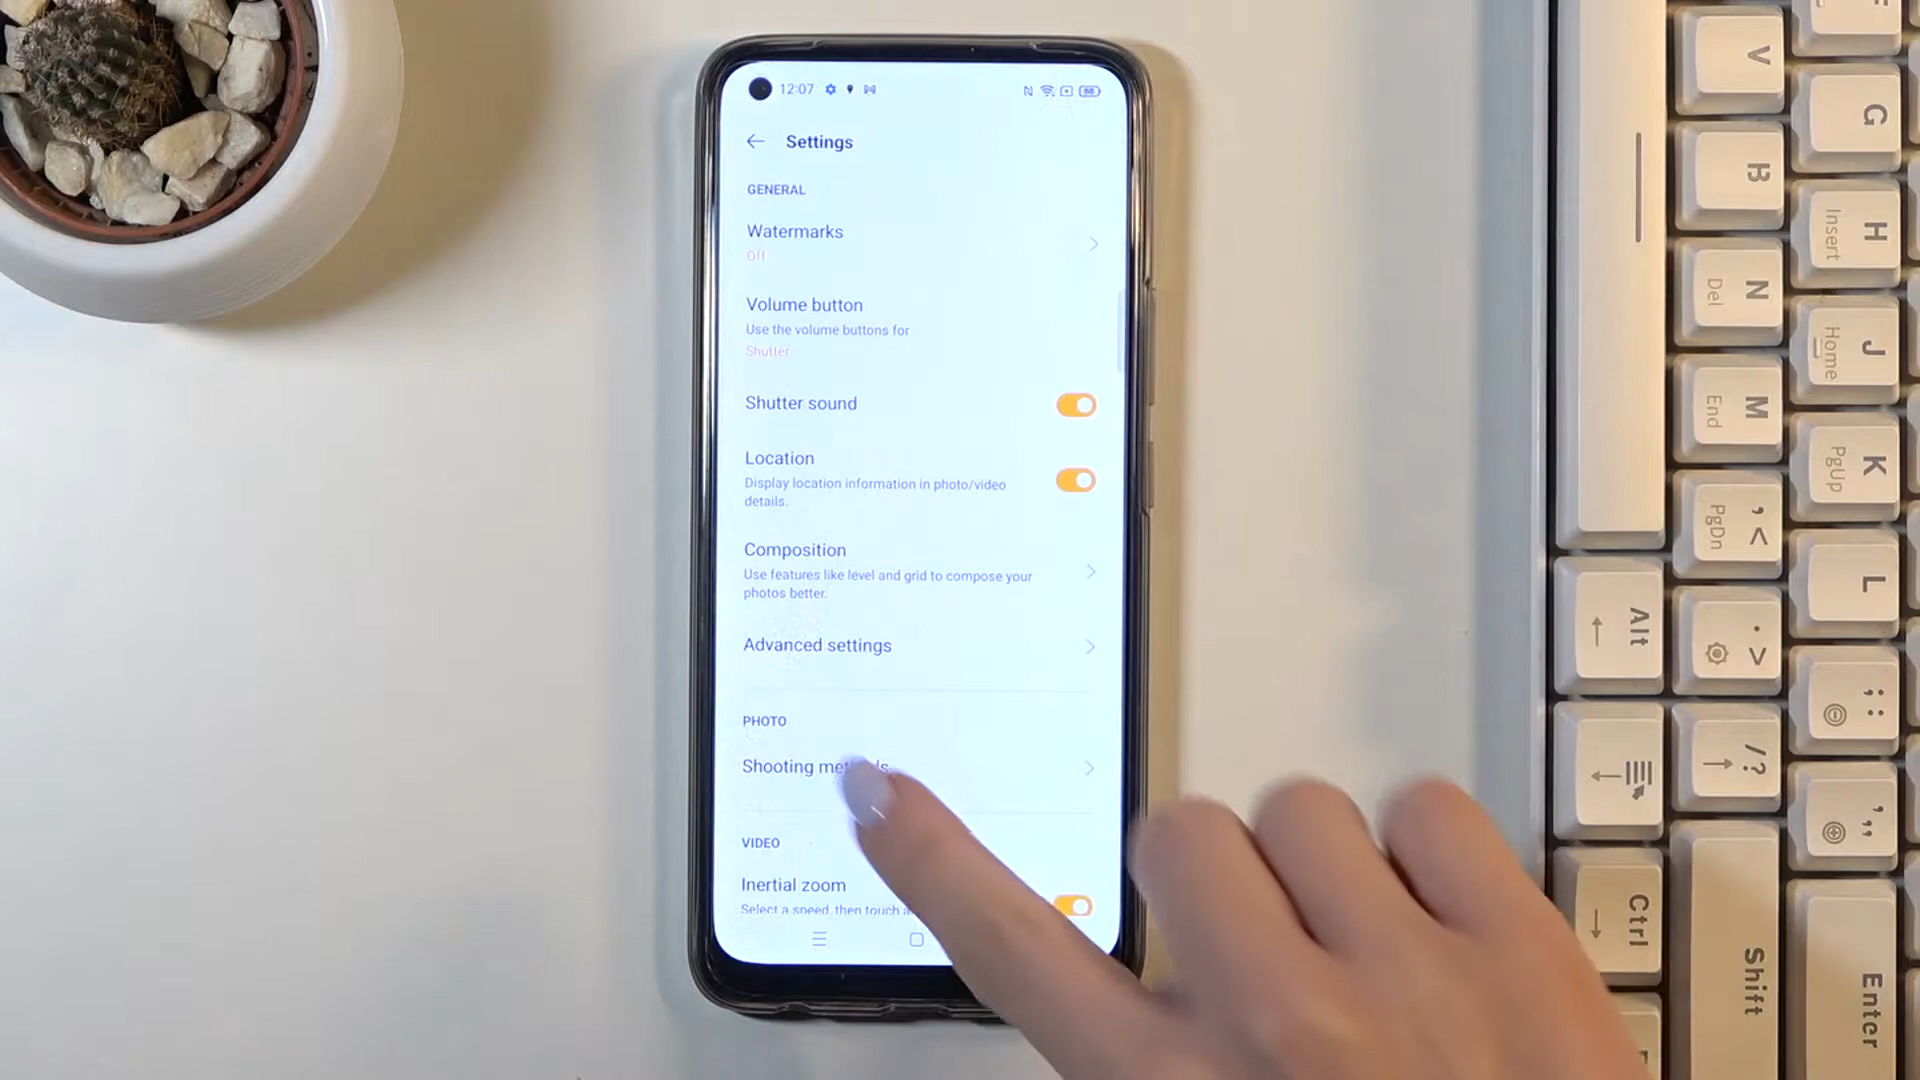 12:07
Settings
GENERAL
Watermarks
Off
Volume button
Use the volume buttons for
Shutter
Shutter sound
Location
Display location information in photo/video
details.
Composition
Use features like level and grid to compose your
photos better.
Advanced settings
PHOTO
Shooting
VIDEO
Inertial zoom
Select a speed, then touch
V
G
B
H
Insert
N
Del
J
Home
M
End
K
PgUp
, <
PgDn
L
Alt
. >
; :
/ ?
Ctrl
Shift
Enter